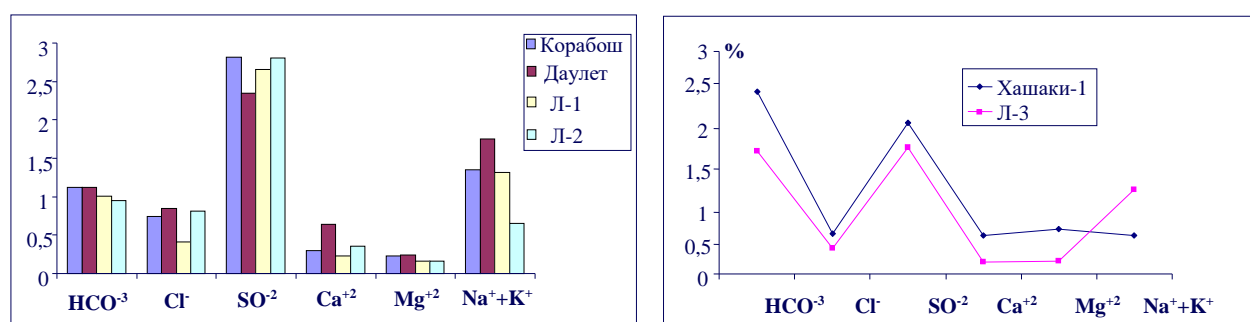 3
2,5
2
1,5
1
0,5
0
HCO⁻³ Cl⁻ SO⁻² Ca⁺² Mg⁺² Na⁺+K⁺
Корабош
Даулет
Л-1
Л-2
%
3
2,5
2
1,5
1
0,5
0
HCO⁻³ Cl⁻ SO⁻² Ca⁺² Mg⁺² Na⁺+K⁺
Хашаки-1
Л-3